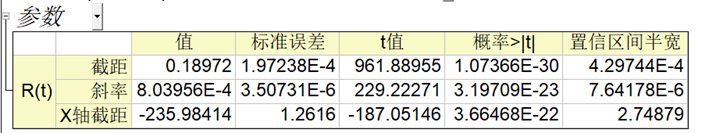 参数
值 标准误差 t值 概率>|t| 置信区间半宽
截距 0.18972 1.97238E-4 961.88955 1.07366E-30 4.29744E-4
R(t) 斜率 8.03956E-4 3.50731E-6 229.22271 3.19709E-23 7.64178E-6
X轴截距 -235.98414 1.2616 -187.05146 3.66468E-22 2.74879